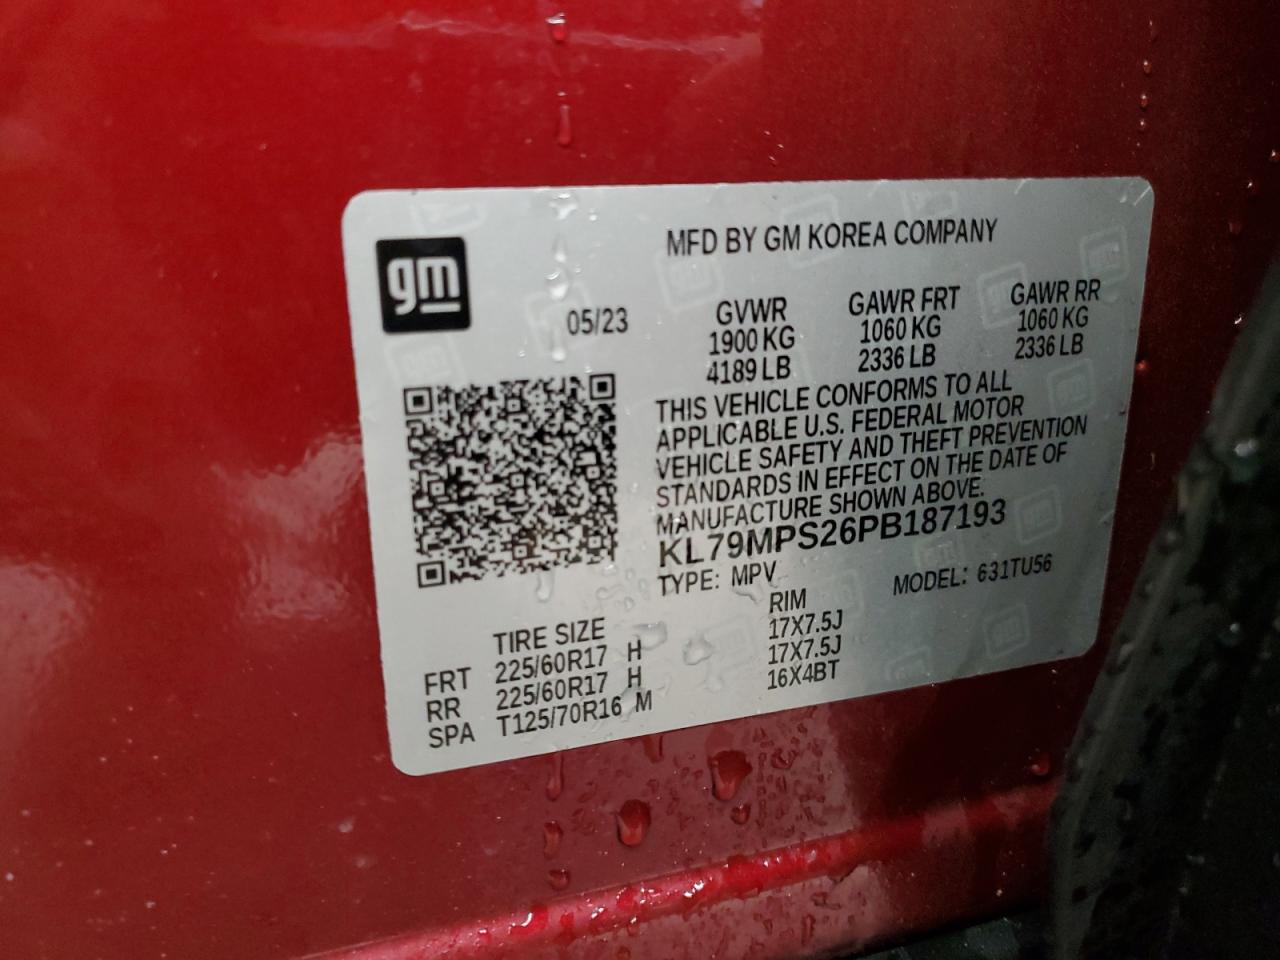 gm
MFD BY GM KOREA COMPANY
05/23
GVWR GAWR FRT GAWR RR
1900 KG 1060 KG 1060 KG
4189 LB 2336 LB 2336 LB
THIS VEHICLE CONFORMS TO ALL
APPLICABLE U.S. FEDERAL MOTOR
VEHICLE SAFETY AND THEFT PREVENTION
STANDARDS IN EFFECT ON THE DATE OF
MANUFACTURE SHOWN ABOVE.
KL79MPS26PB187193
TYPE: MPV MODEL: 631TU56
TIRE SIZE RIM
FRT 225/60R17 H 17X7.5J
RR 225/60R17 H 17X7.5J
SPA T125/70R16 M 16X4BT